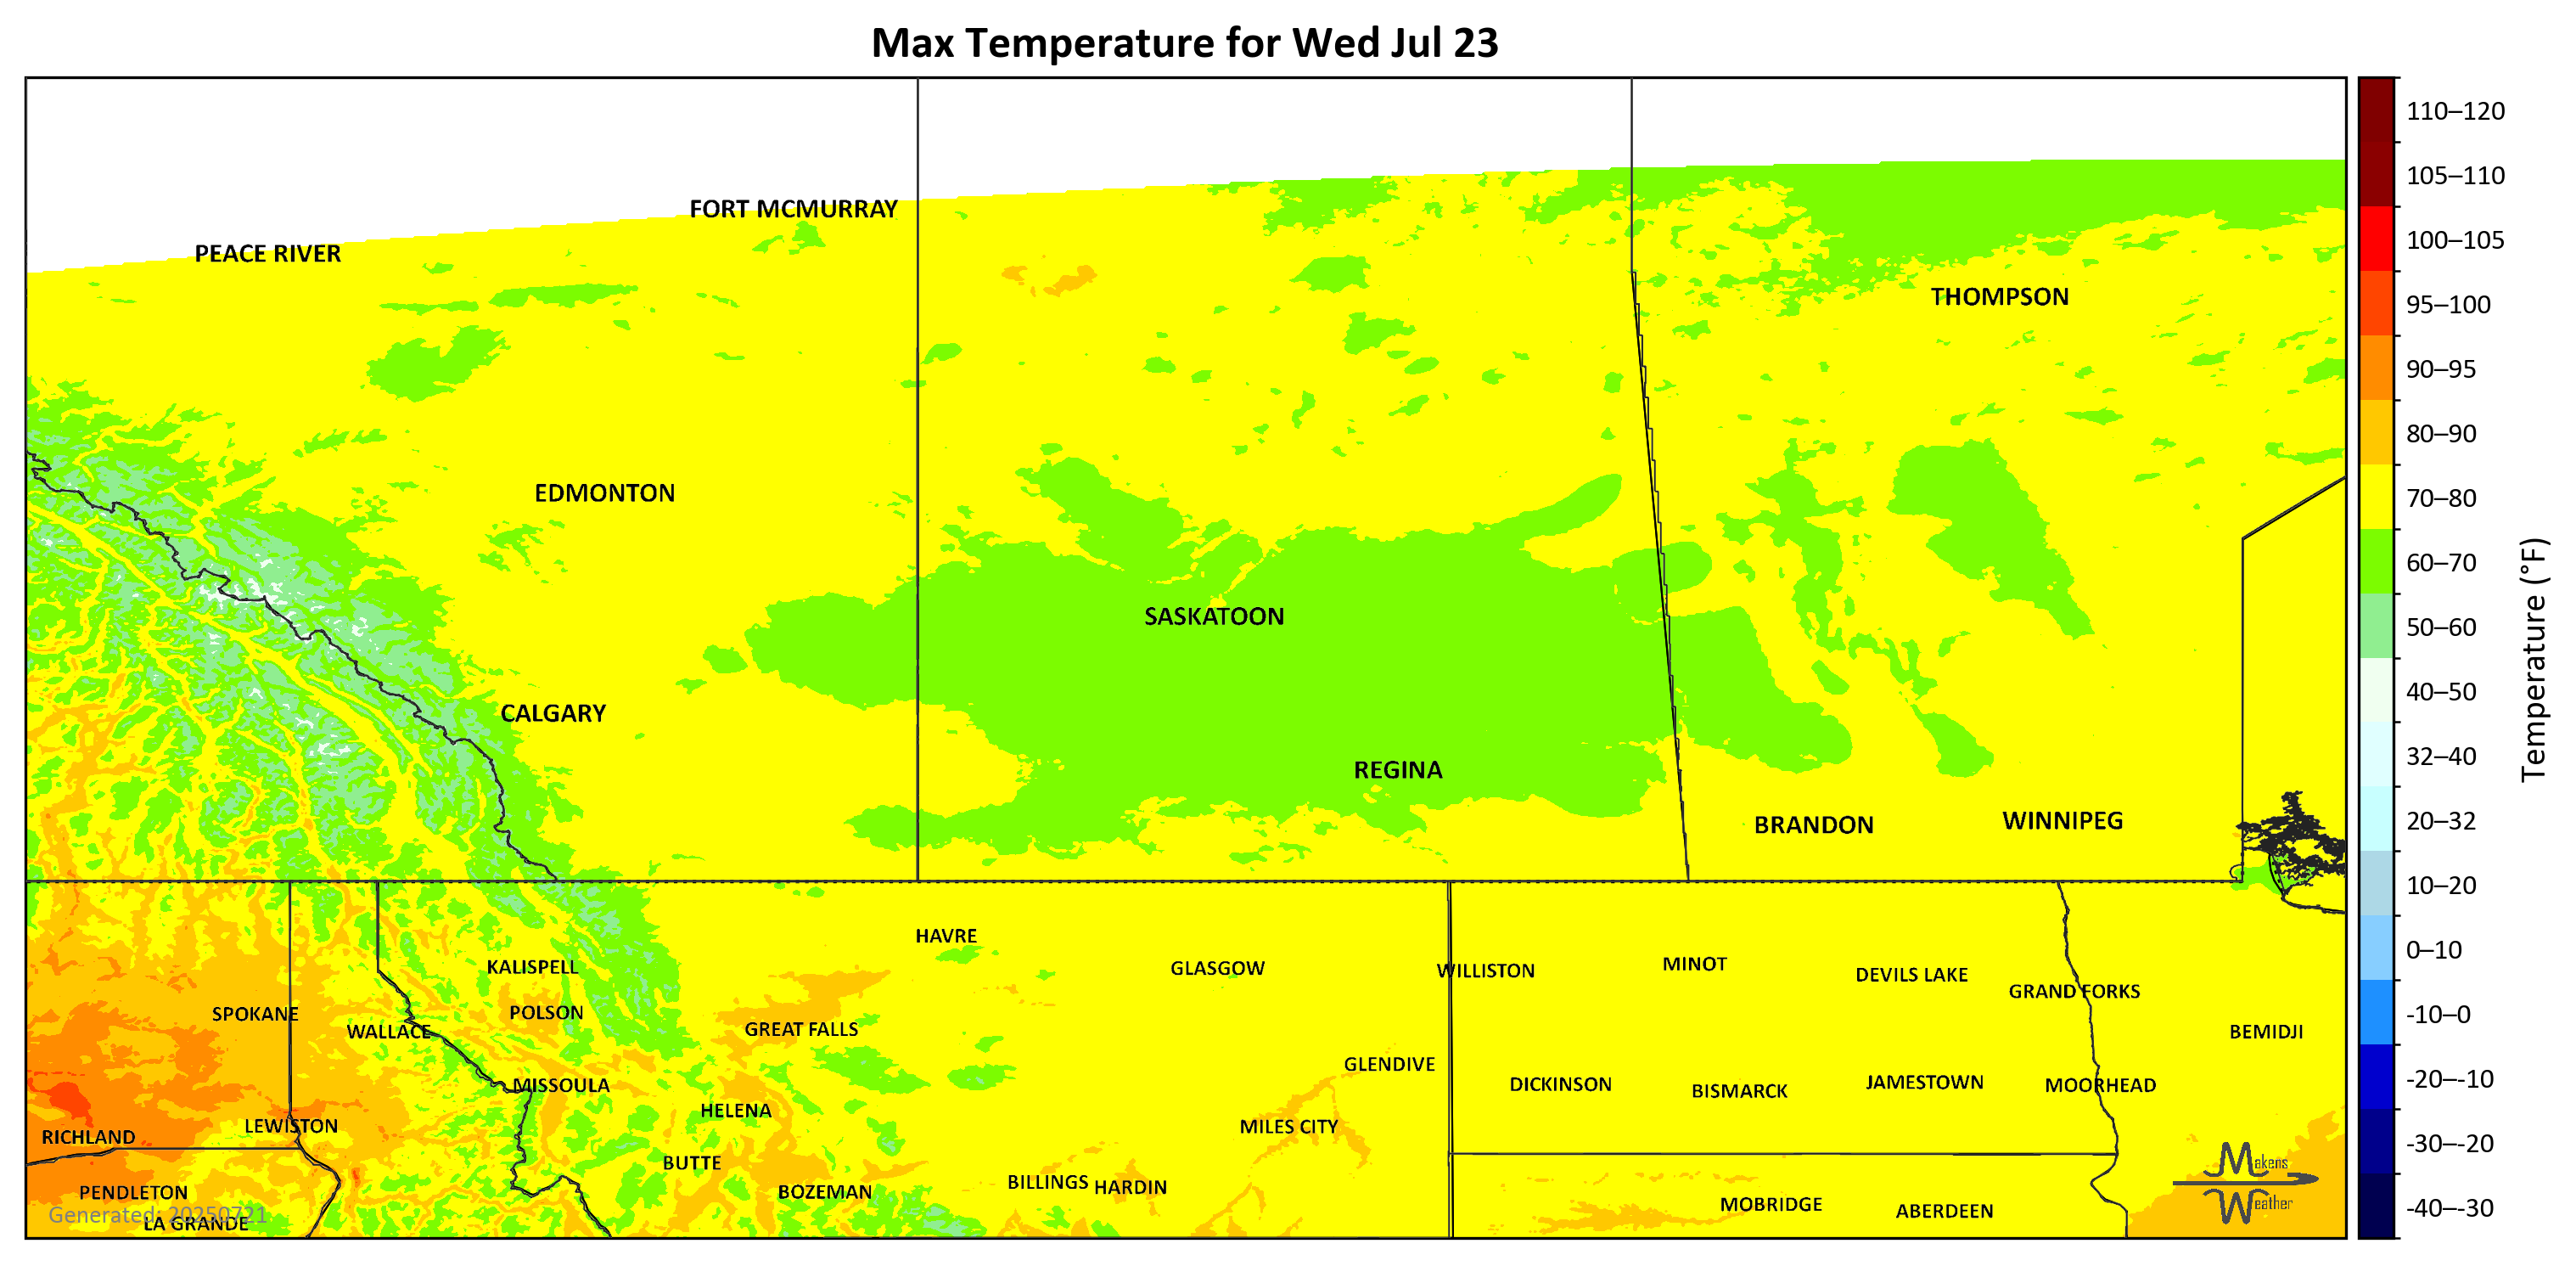 Max Temperature for Wed Jul 23
FORT MCMURRAY
PEACE RIVER
THOMPSON
EDMONTON
SASKATOON
CALGARY
REGINA
BRANDON
WINNIPEG
HAVRE
KALISPELL
GLASGOW
WILLISTON
MINOT
DEVILS LAKE
GRAND FORKS
SPOKANE
POLSON
WALLACE
GREAT FALLS
BEMIDJI
GLENDIVE
MISSOULA
DICKINSON
BISMARCK
JAMESTOWN
MOORHEAD
HELENA
LEWISTON
MILES CITY
RICHLAND
BUTTE
BILLINGS
HARDIN
PENDLETON
BOZEMAN
MOBRIDGE
ABERDEEN
Generated: 20250721
LA GRANDE
Makens
Weather
110–120
105–110
100–105
95–100
90–95
80–90
70–80
60–70
50–60
40–50
32–40
20–32
10–20
0–10
-10–0
-20–-10
-30–-20
-40–-30
Temperature (°F)